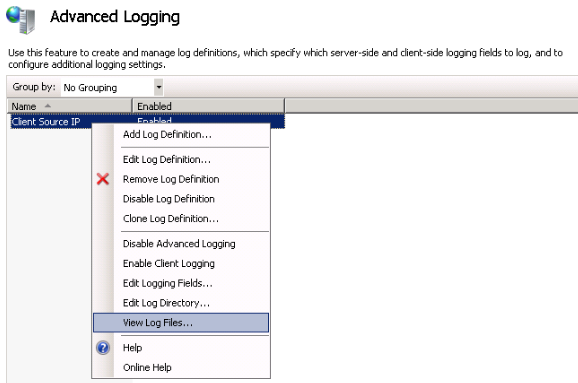 Advanced Logging
Use this feature to create and manage log definitions, which specify which server-side and client-side logging fields to log, and to
configure additional logging settings.
Group by: No Grouping
Name Enabled
Client Source IP Enabled
Add Log Definition...
Edit Log Definition...
Remove Log Definition
Disable Log Definition
Clone Log Definition...
Disable Advanced Logging
Enable Client Logging
Edit Logging Fields...
Edit Log Directory...
View Log Files...
Help
Online Help